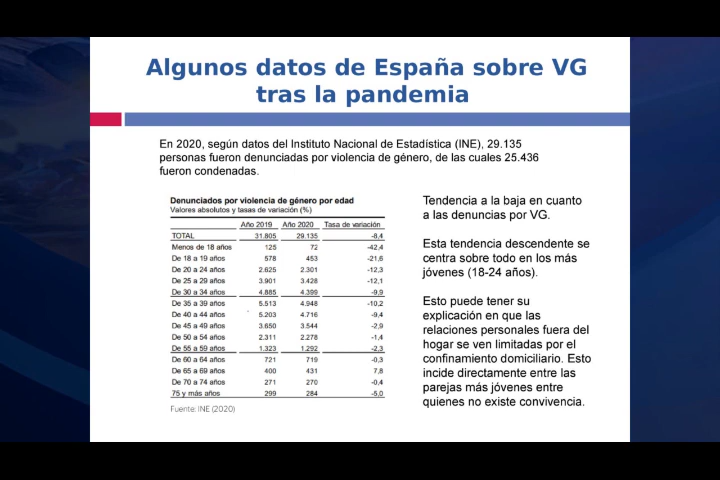 Algunos datos de España sobre VG
tras la pandemia
En 2020, según datos del Instituto Nacional de Estadística (INE), 29.135
personas fueron denunciadas por violencia de género, de las cuales 25.436
fueron condenadas.
Denunciados por violencia de género por edad
Valores absolutos y tasas de variación (%)
Año 2019 Año 2020 Tasa de variación
TOTAL 31.805 29.135 -8,4
Menos de 18 años 125 72 -42,4
De 18 a 19 años 578 453 -21,6
De 20 a 24 años 2.625 2.301 -12,3
De 25 a 29 años 3.901 3.428 -12,1
De 30 a 34 años 4.885 4.399 -9,9
De 35 a 39 años 5.513 4.948 -10,2
De 40 a 44 años 5.203 4.716 -9,4
De 45 a 49 años 3.650 3.544 -2,9
De 50 a 54 años 2.311 2.278 -1,4
De 55 a 59 años 1.323 1.292 -2,3
De 60 a 64 años 721 719 -0,3
De 65 a 69 años 400 431 7,8
De 70 a 74 años 271 270 -0,4
75 y más años 299 284 -5,0
Fuente: INE (2020)
Tendencia a la baja en cuanto
a las denuncias por VG.
Esta tendencia descendente se
centra sobre todo en los más
jóvenes (18-24 años).
Esto puede tener su
explicación en que las
relaciones personales fuera del
hogar se ven limitadas por el
confinamiento domiciliario. Esto
incide directamente entre las
parejas más jóvenes entre
quienes no existe convivencia.